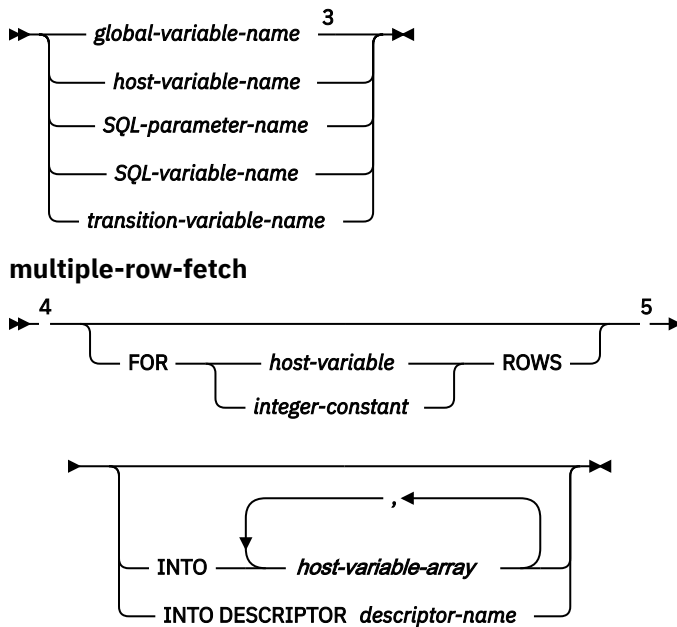 global-variable-name 3
host-variable-name
SQL-parameter-name
SQL-variable-name
transition-variable-name
multiple-row-fetch
4 5
FOR host-variable ROWS
integer-constant
,
INTO host-variable-array
INTO DESCRIPTOR descriptor-name